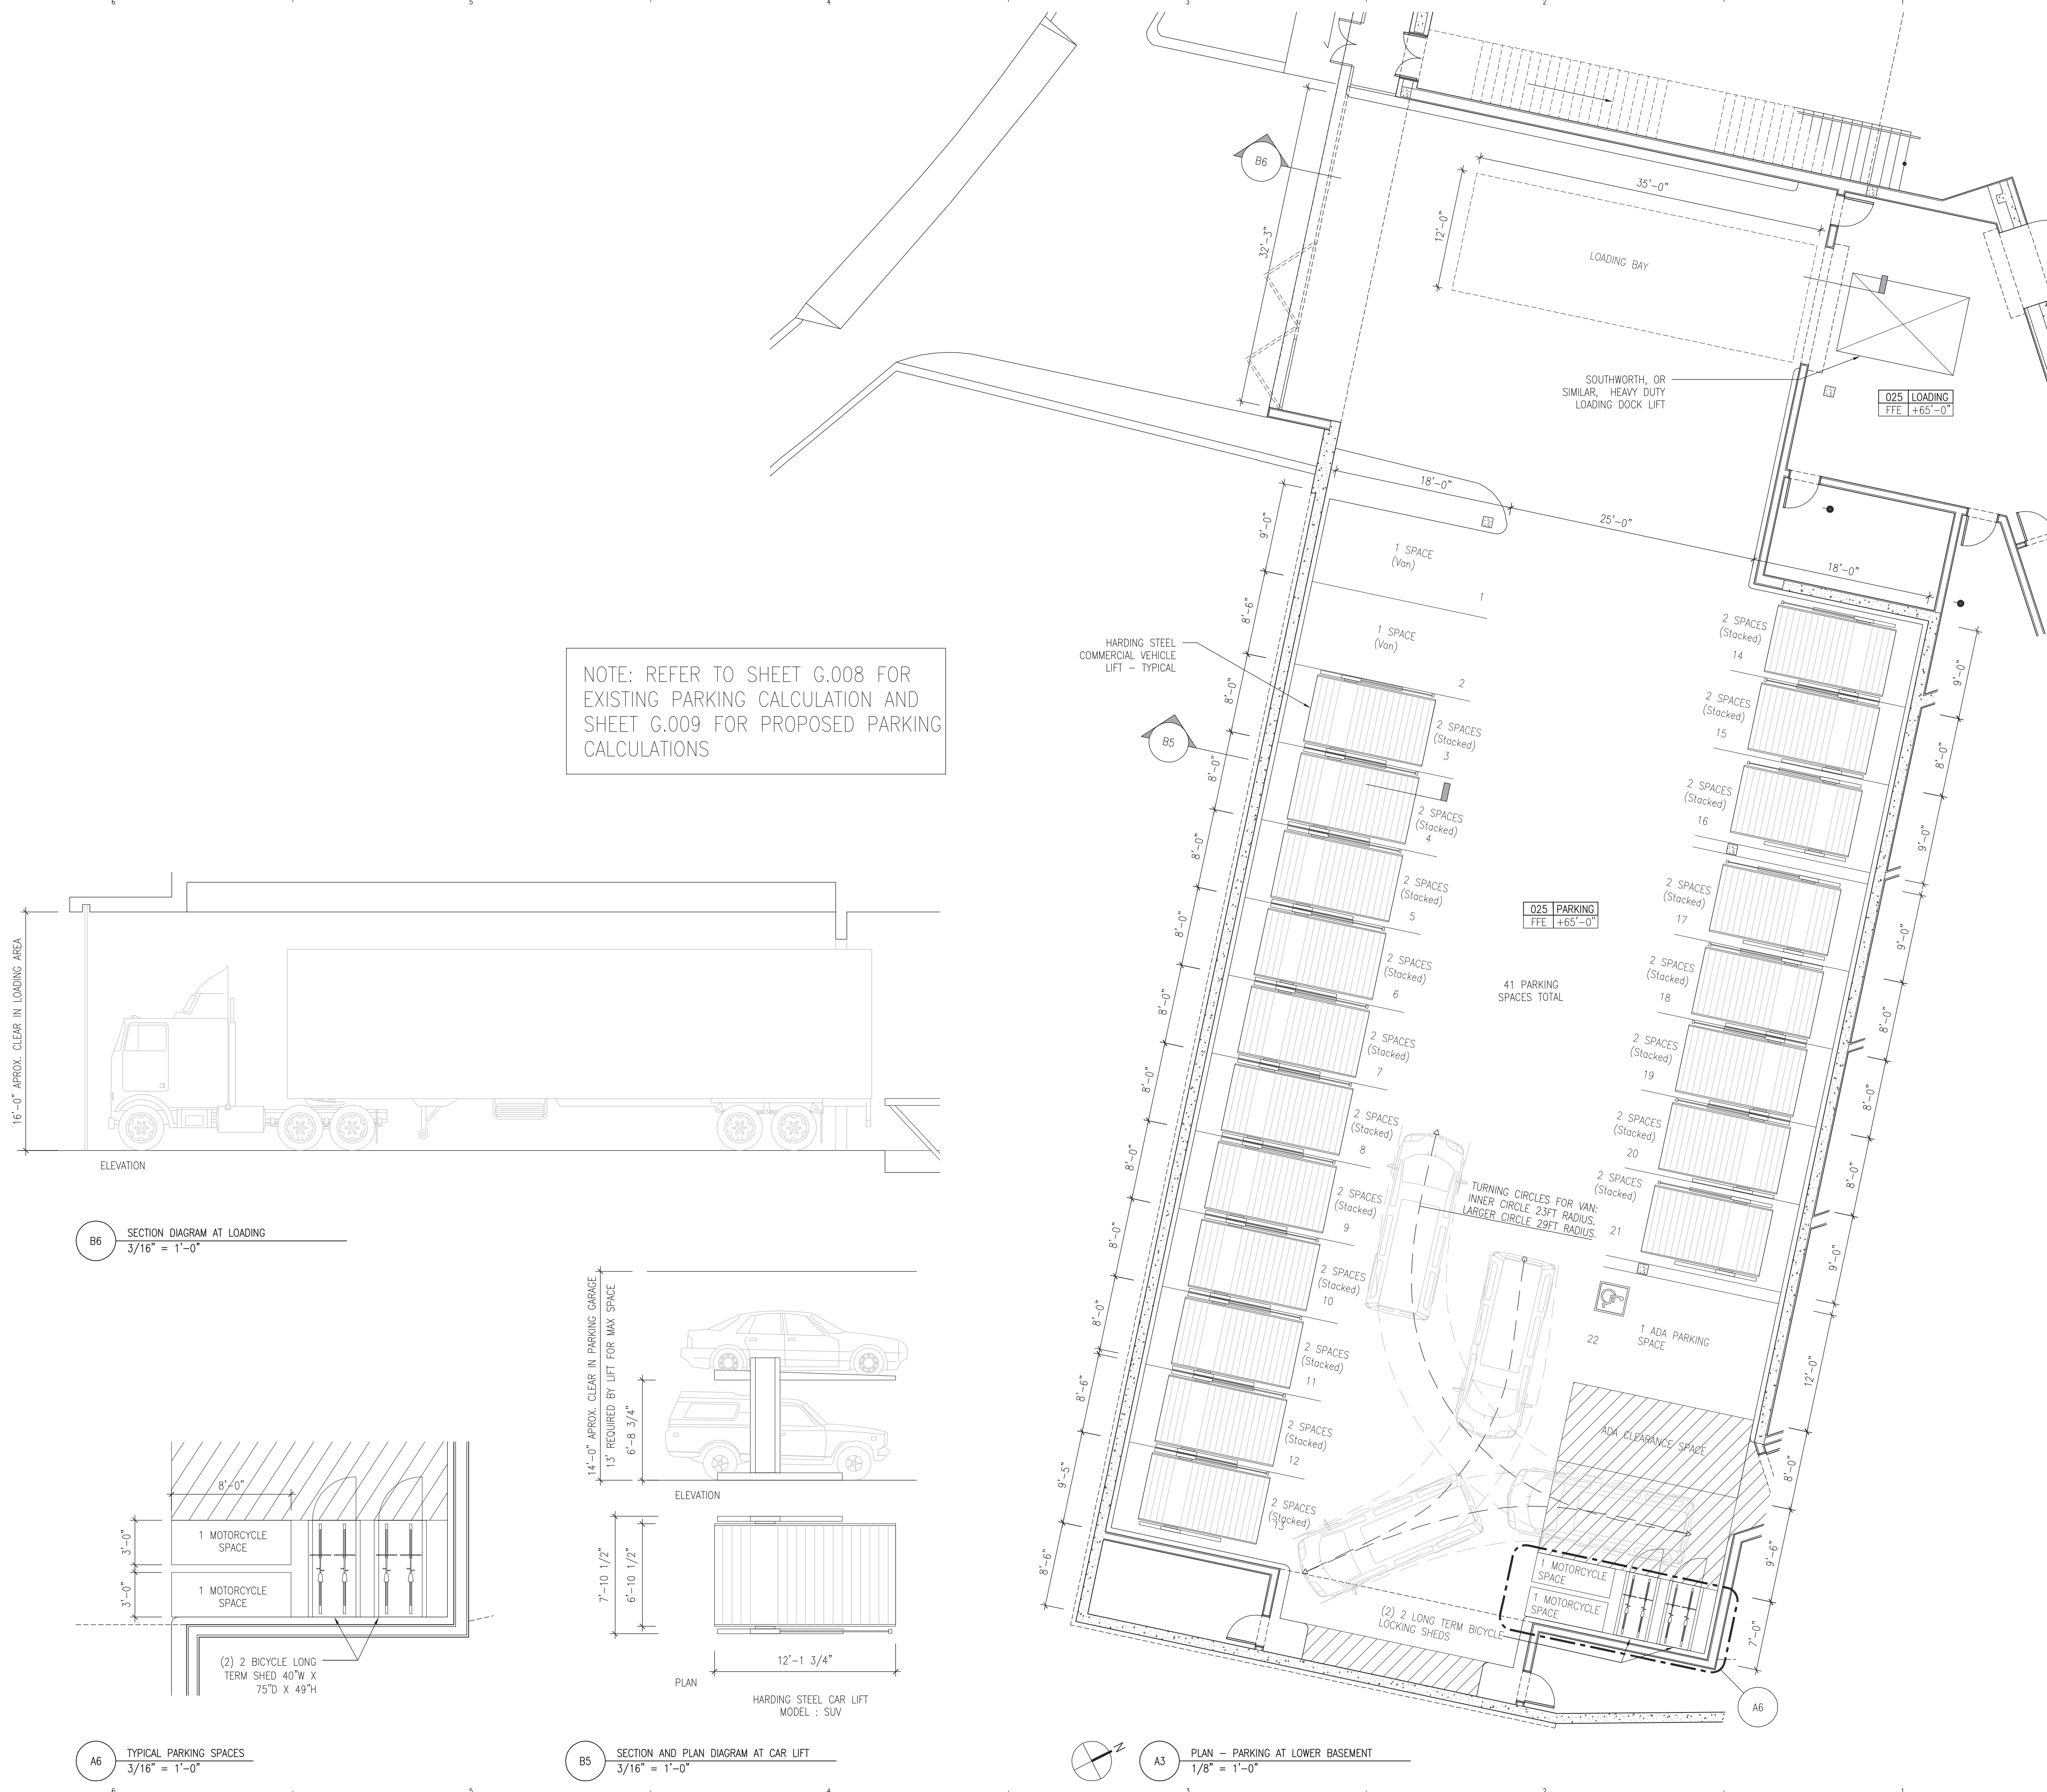 6
5
4
3
2
1
B6
32'-3"
35'-0"
12'-0"
LOADING BAY
SOUTHWORTH, OR
SIMILAR, HEAVY DUTY
LOADING DOCK LIFT
025 LOADING
FFE +65'-0"
18'-0"
25'-0"
18'-0"
9'-0"
8'-6"
8'-0"
8'-0"
8'-0"
8'-0"
8'-0"
8'-0"
8'-0"
8'-0"
8'-0"
8'-0"
8'-0"
8'-6"
9'-5"
8'-6"
1 SPACE
(Van)
1
1 SPACE
(Van)
2
HARDING STEEL
COMMERCIAL VEHICLE
LIFT - TYPICAL
B5
2 SPACES
(Stacked)
3
2 SPACES
(Stacked)
4
2 SPACES
(Stacked)
5
2 SPACES
(Stacked)
6
2 SPACES
(Stacked)
7
2 SPACES
(Stacked)
8
2 SPACES
(Stacked)
9
2 SPACES
(Stacked)
10
2 SPACES
(Stacked)
11
2 SPACES
(Stacked)
12
2 SPACES
(Stacked)
13
2 SPACES
(Stacked)
14
2 SPACES
(Stacked)
15
2 SPACES
(Stacked)
16
2 SPACES
(Stacked)
17
2 SPACES
(Stacked)
18
2 SPACES
(Stacked)
19
2 SPACES
(Stacked)
20
2 SPACES
(Stacked)
21
9'-0"
8'-0"
9'-0"
9'-0"
8'-0"
8'-0"
8'-0"
9'-0"
12'-0"
8'-0"
9'-6"
7'-0"
025 PARKING
FFE +65'-0"
41 PARKING
SPACES TOTAL
TURNING CIRCLES FOR VAN:
INNER CIRCLE 23FT RADIUS.
LARGER CIRCLE 29FT RADIUS.
22
1 ADA PARKING
SPACE
ADA CLEARANCE SPACE
1 MOTORCYCLE
SPACE
1 MOTORCYCLE
SPACE
(2) 2 LONG TERM BICYCLE
LOCKING SHEDS
A6
NOTE: REFER TO SHEET G.008 FOR
EXISTING PARKING CALCULATION AND
SHEET G.009 FOR PROPOSED PARKING
CALCULATIONS
16'-0" APROX. CLEAR IN LOADING AREA
ELEVATION
B6
SECTION DIAGRAM AT LOADING
3/16" = 1'-0"
8'-0"
3'-0"
3'-0"
1 MOTORCYCLE
SPACE
1 MOTORCYCLE
SPACE
(2) 2 BICYCLE LONG
TERM SHED 40"W X
75"D X 49"H
A6
TYPICAL PARKING SPACES
3/16" = 1'-0"
14'-0" APROX. CLEAR IN PARKING GARAGE
13' REQUIRED BY LIFT FOR MAX SPACE
6'-8 3/4"
ELEVATION
7'-10 1/2"
6'-10 1/2"
12'-1 3/4"
PLAN
HARDING STEEL CAR LIFT
MODEL : SUV
B5
SECTION AND PLAN DIAGRAM AT CAR LIFT
3/16" = 1'-0"
N
A3
PLAN - PARKING AT LOWER BASEMENT
1/8" = 1'-0"
6
5
4
3
2
1